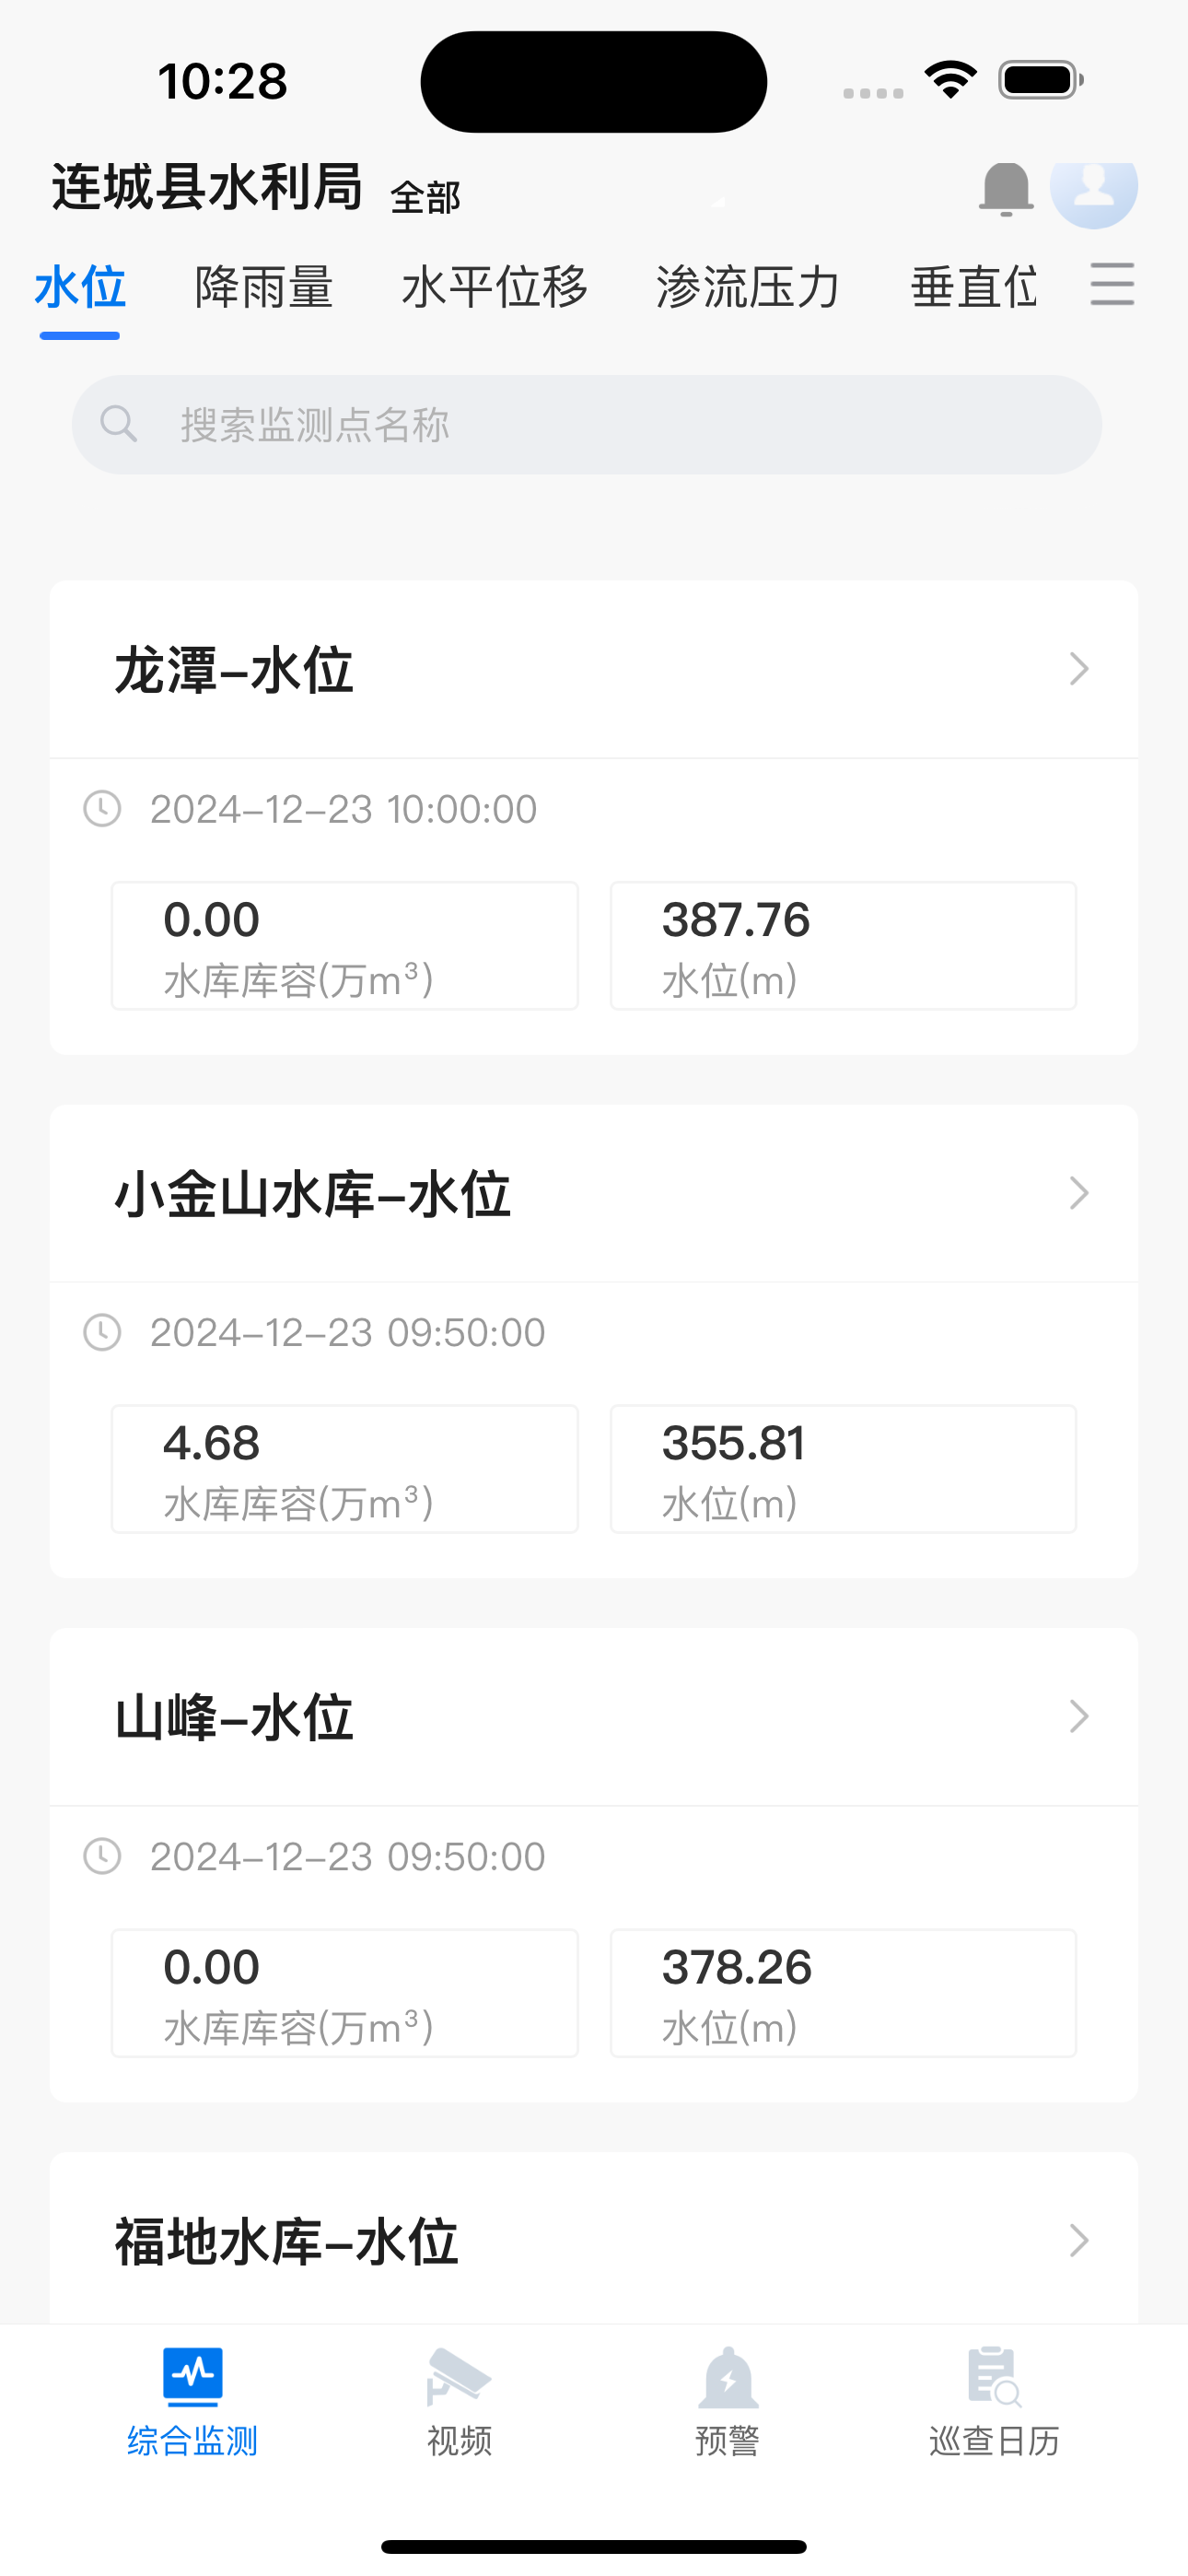 10:28
连城县水利局 全部
水位 降雨量 水平位移 渗流压力 垂直位
搜索监测点名称
龙潭-水位
2024-12-23 10:00:00
0.00 387.76
水库库容(万m³) 水位(m)
小金山水库-水位
2024-12-23 09:50:00
4.68 355.81
水库库容(万m³) 水位(m)
山峰-水位
2024-12-23 09:50:00
0.00 378.26
水库库容(万m³) 水位(m)
福地水库-水位
综合监测 视频 预警 巡查日历